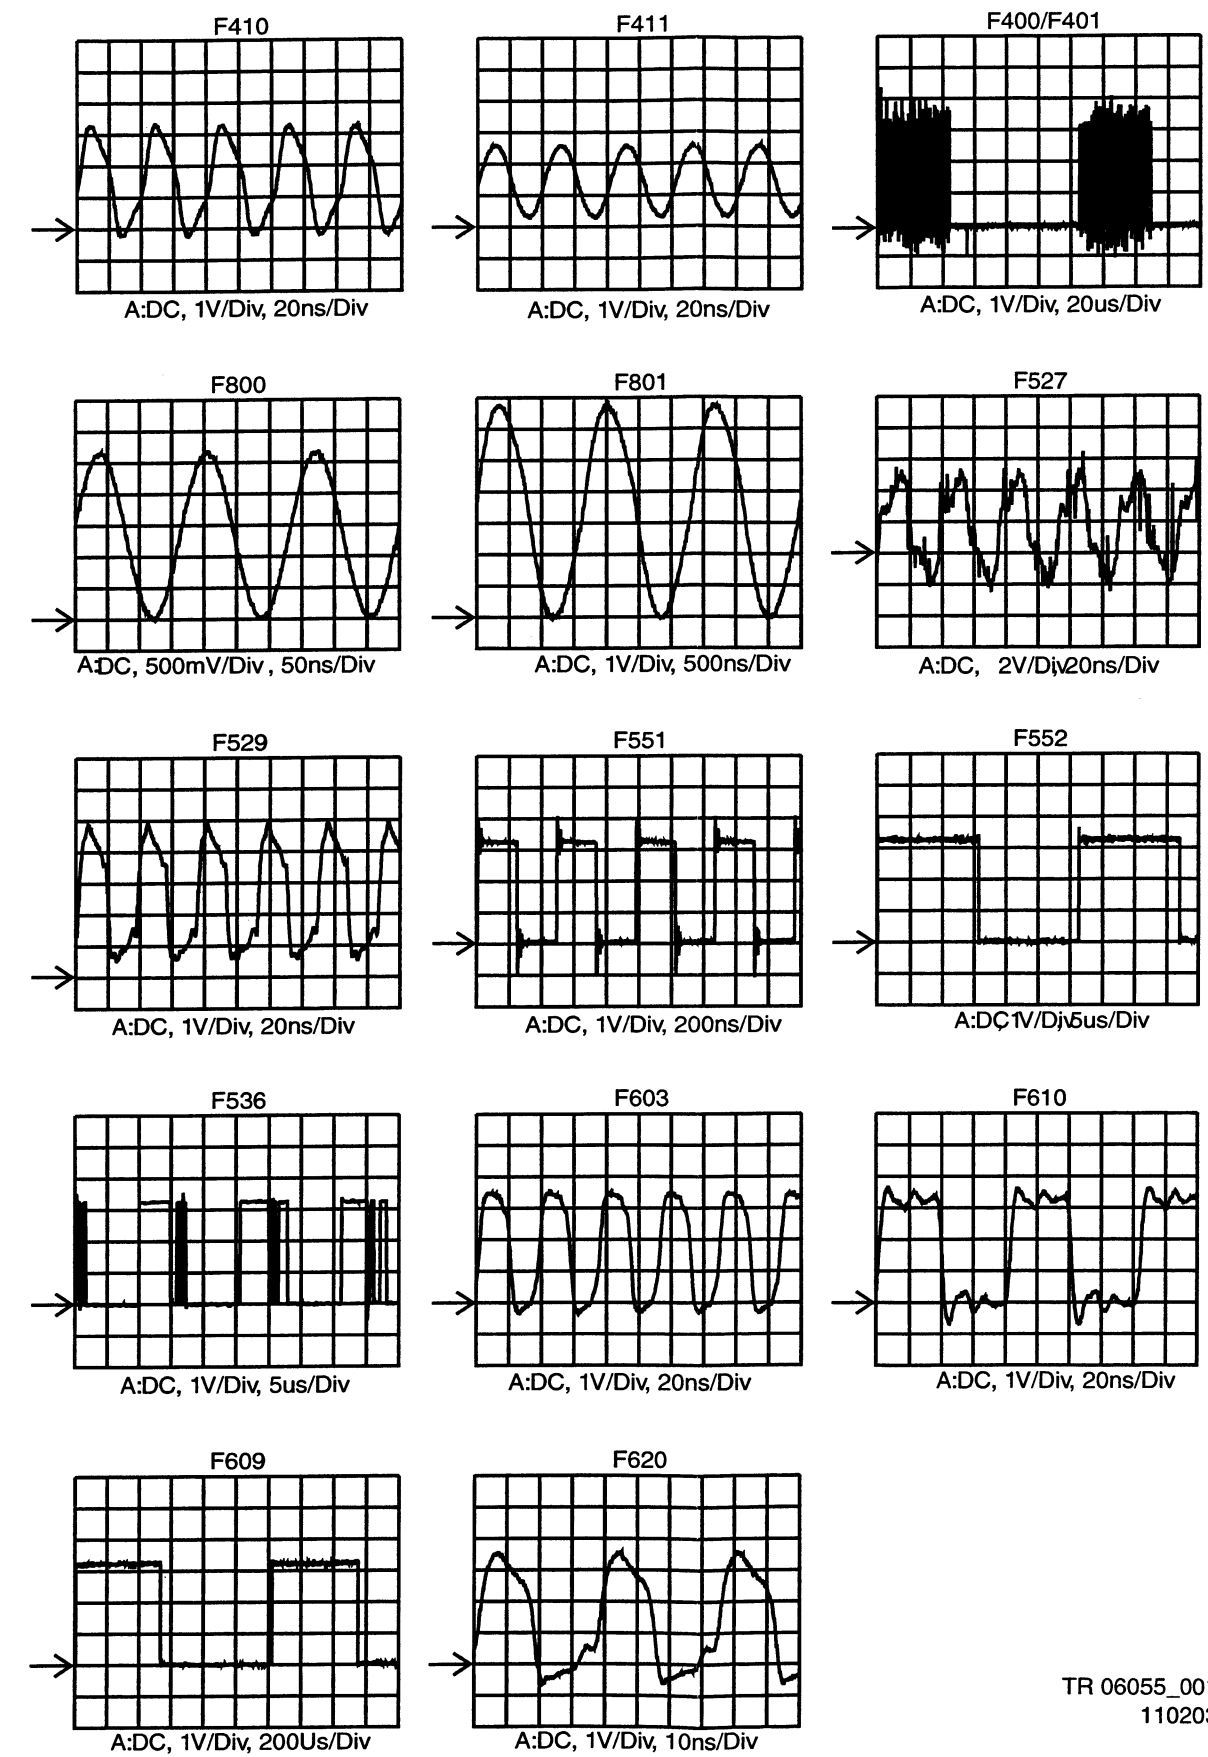 F410
F411
F400/F401
A:DC, 1V/Div, 20ns/Div
A:DC, 1V/Div, 20ns/Div
A:DC, 1V/Div, 20us/Div
F800
F801
F527
A:DC, 500mV/Div , 50ns/Div
A:DC, 1V/Div, 500ns/Div
A:DC, 2V/Div,20ns/Div
F529
F551
F552
A:DC, 1V/Div, 20ns/Div
A:DC, 1V/Div, 200ns/Div
A:DC,1V/Div,5us/Div
F536
F603
F610
A:DC, 1V/Div, 5us/Div
A:DC, 1V/Div, 20ns/Div
A:DC, 1V/Div, 20ns/Div
F609
F620
A:DC, 1V/Div, 200Us/Div
A:DC, 1V/Div, 10ns/Div
TR 06055_001
110203